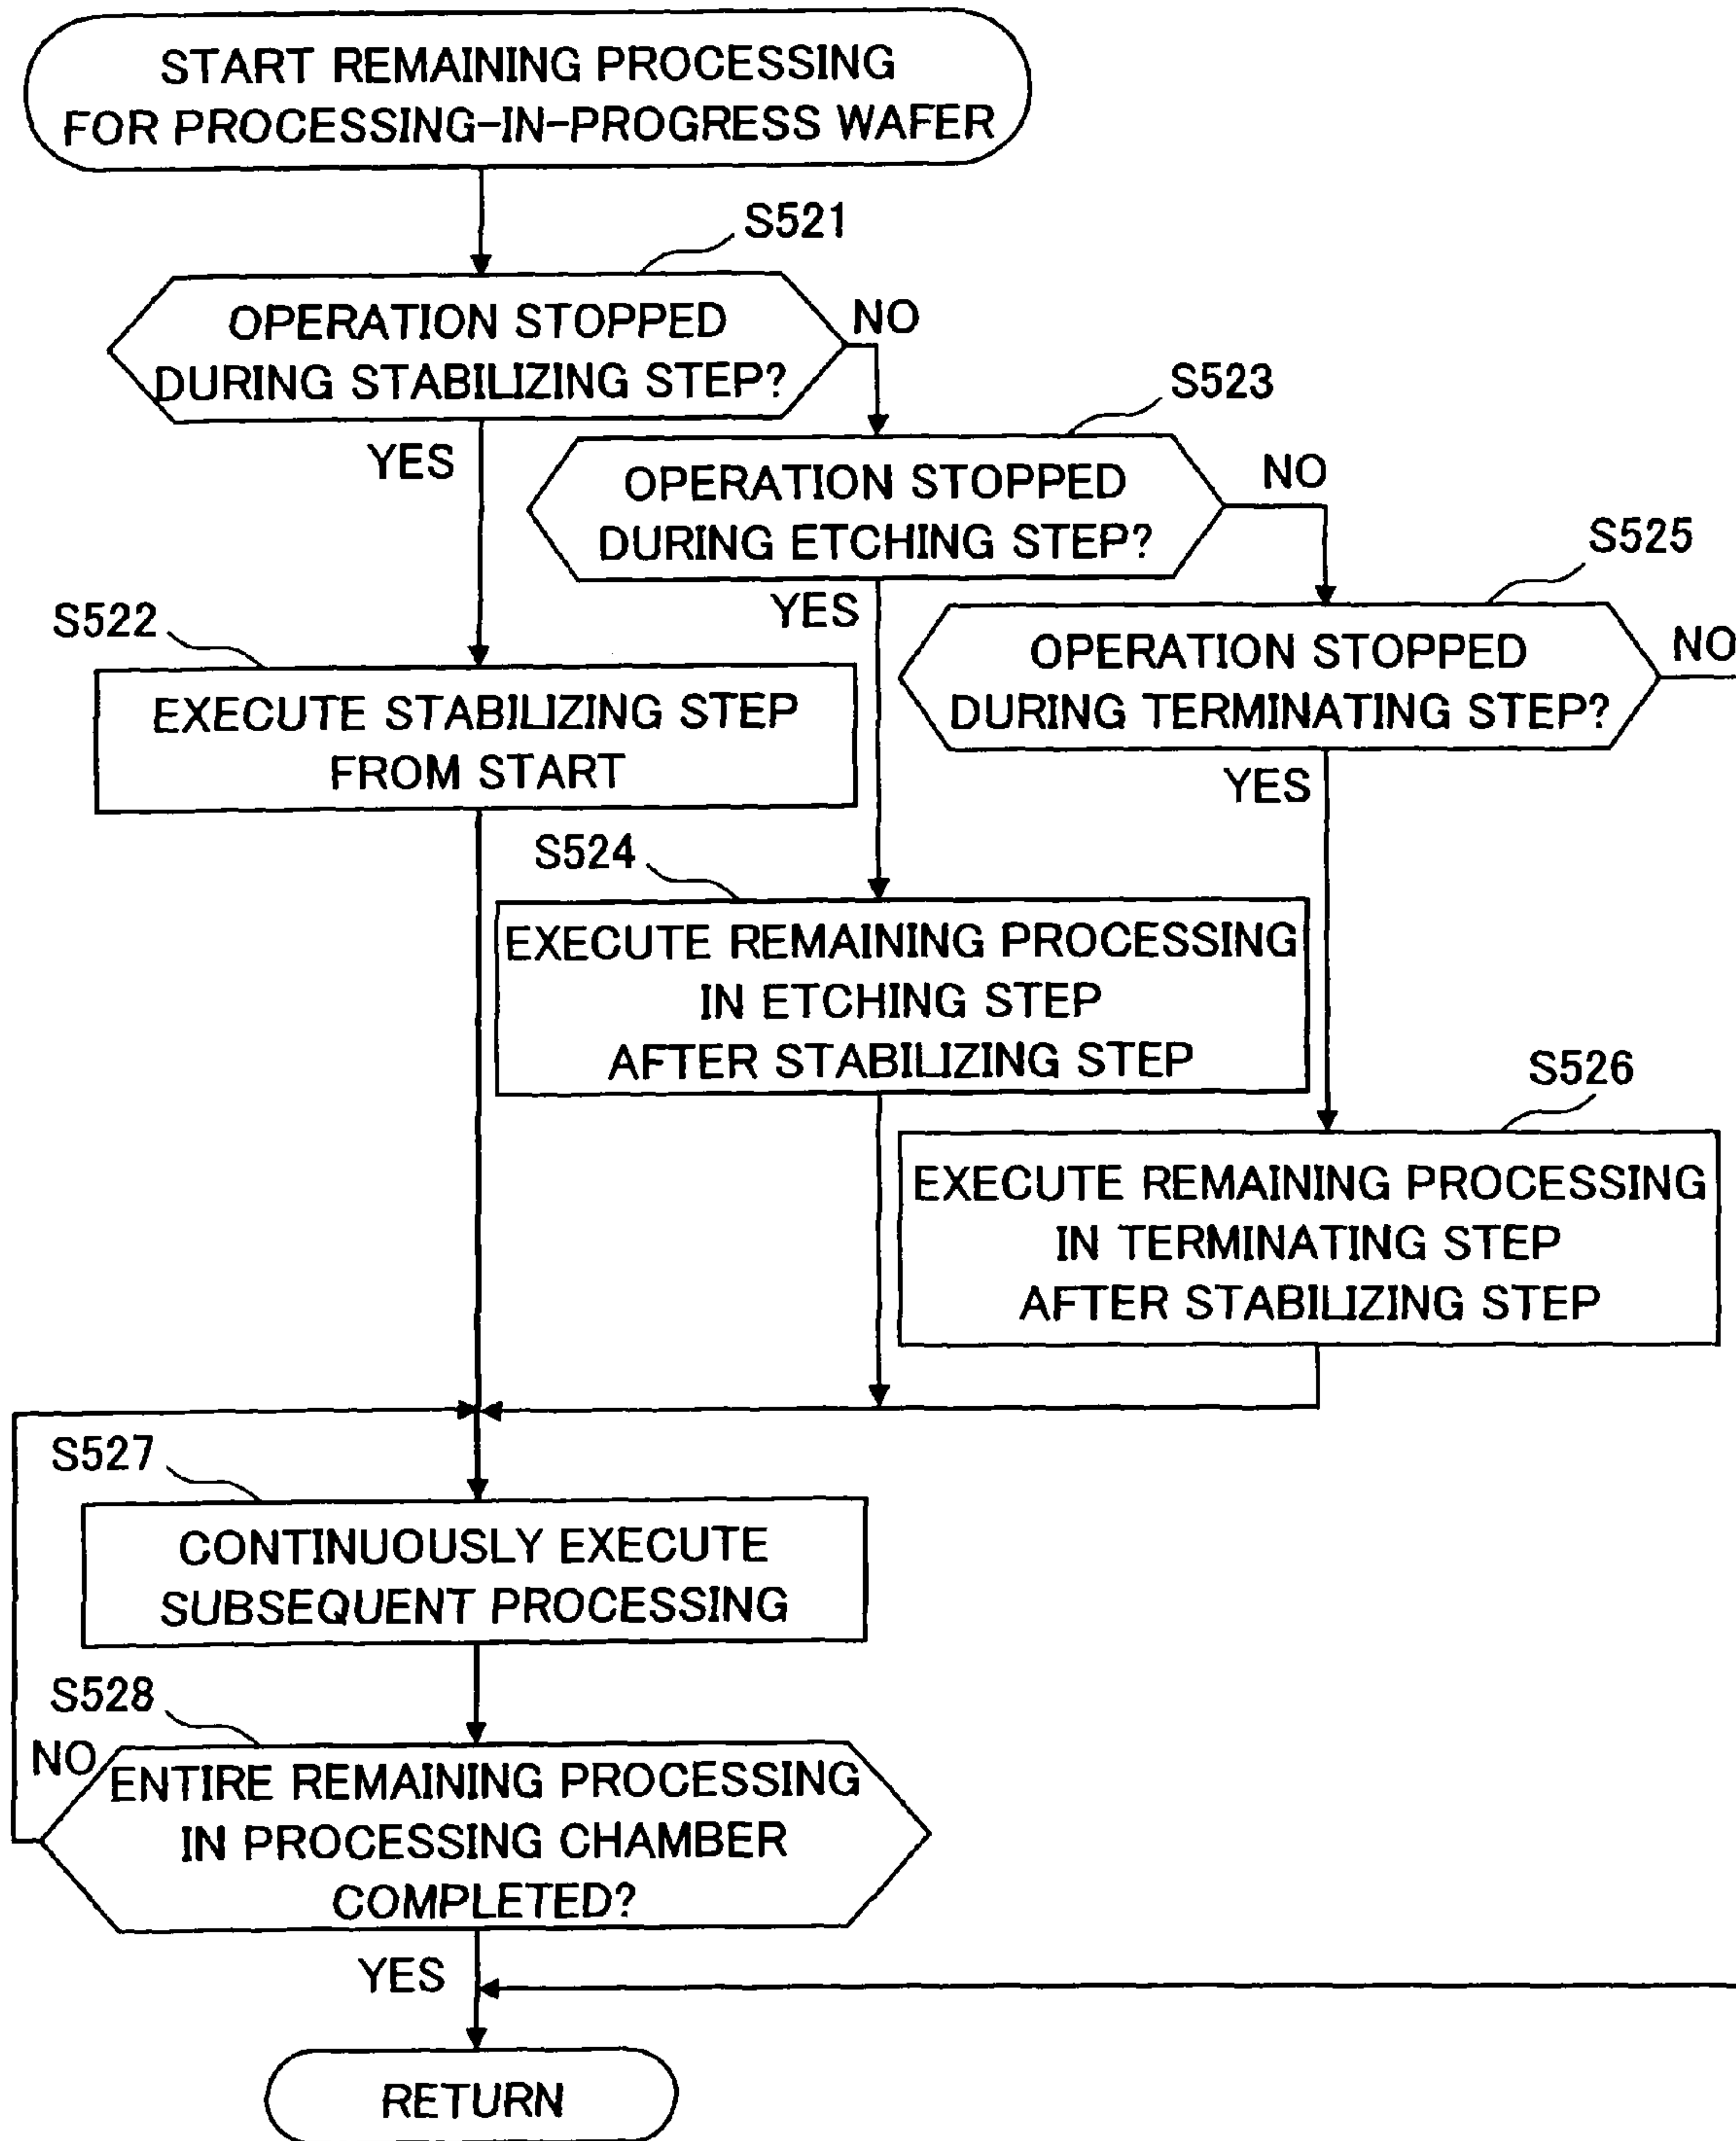 START REMAINING PROCESSING
FOR PROCESSING-IN-PROGRESS WAFER
S521
OPERATION STOPPED
DURING STABILIZING STEP?
NO
YES
S523
OPERATION STOPPED
DURING ETCHING STEP?
NO
YES
S525
OPERATION STOPPED
DURING TERMINATING STEP?
NO
YES
S522
EXECUTE STABILIZING STEP
FROM START
S524
EXECUTE REMAINING PROCESSING
IN ETCHING STEP
AFTER STABILIZING STEP
S526
EXECUTE REMAINING PROCESSING
IN TERMINATING STEP
AFTER STABILIZING STEP
S527
CONTINUOUSLY EXECUTE
SUBSEQUENT PROCESSING
S528
NO
ENTIRE REMAINING PROCESSING
IN PROCESSING CHAMBER
COMPLETED?
YES
RETURN